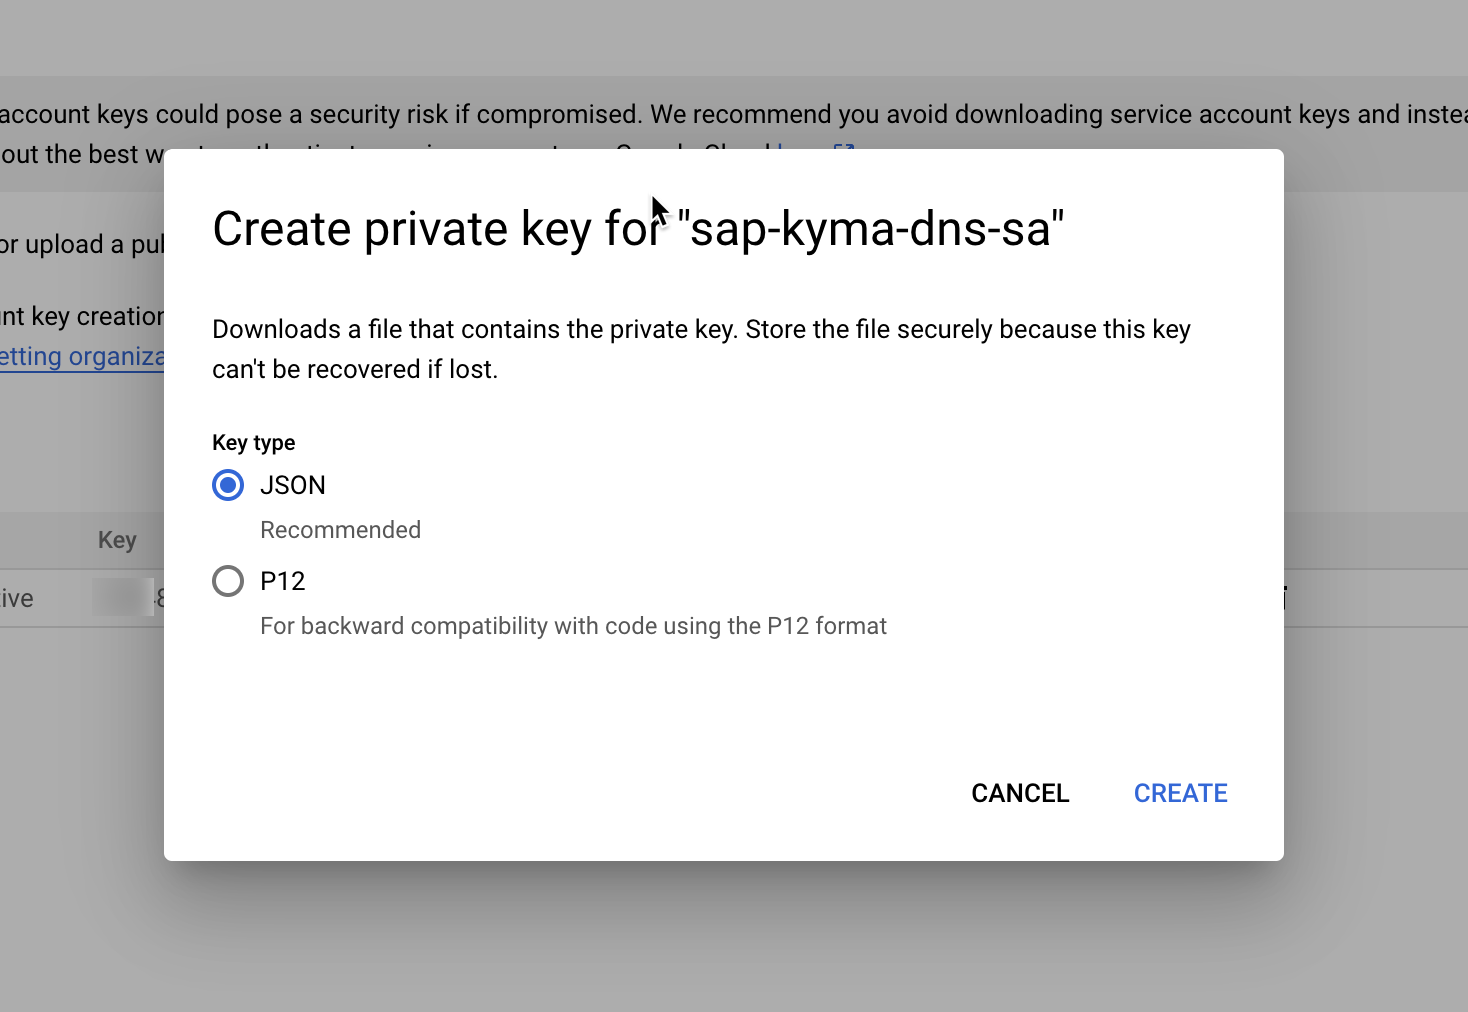 account keys could pose a security risk if compromised. We recommend you avoid downloading service account keys and instea
out the best
Create private key for "sap-kyma-dns-sa"
or upload a pul
Downloads a file that contains the private key. Store the file securely because this key
can't be recovered if lost.
nt key creation
etting organiza
Key type
JSON
Recommended
Key
P12
tive
For backward compatibility with code using the P12 format
CANCEL CREATE